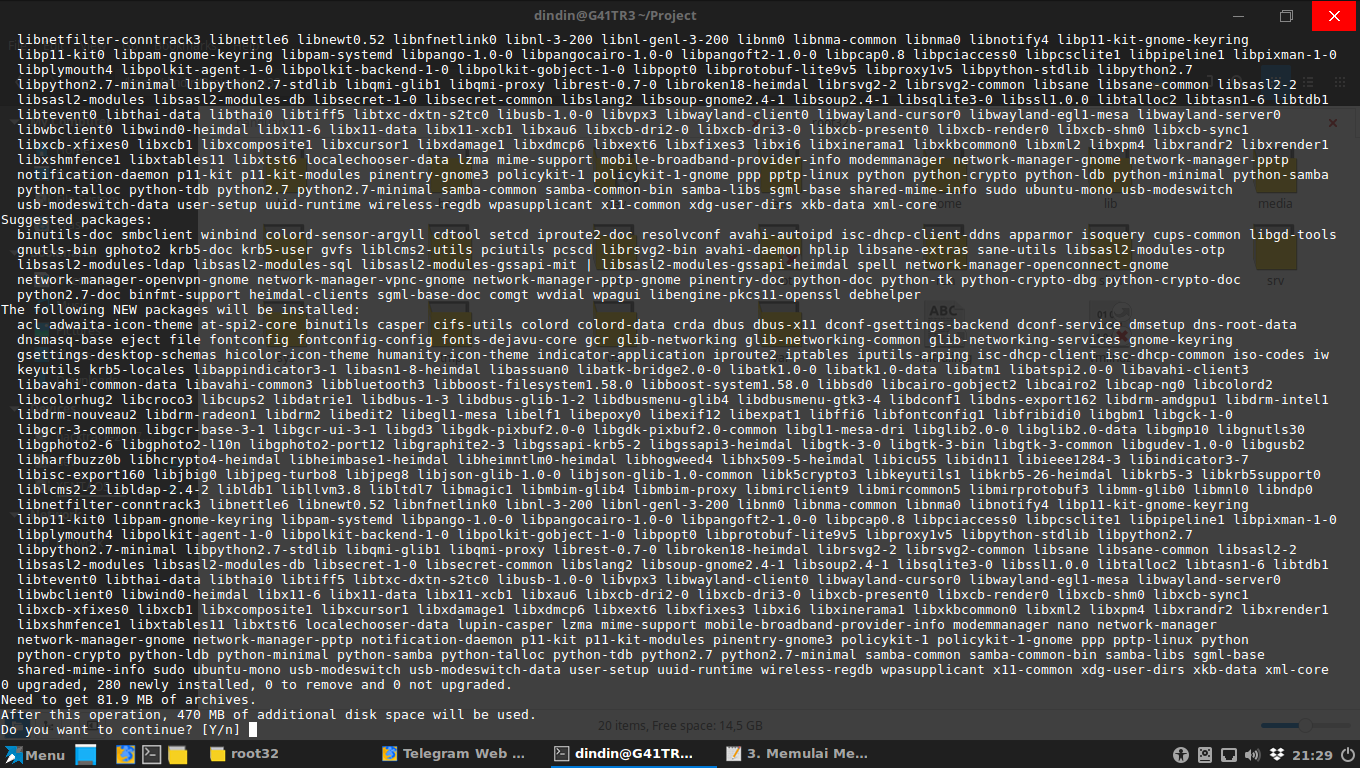 dindin@G41TR3 ~/Project
libnetfilter-conntrack3 libnettle6 libnewt0.52 libnfnetlink0 libnl-3-200 libnl-genl-3-200 libnm0 libnma-common libnma0 libnotify4 libp11-kit-gnome-keyring
libp11-kit0 libpam-gnome-keyring libpam-systemd libpango-1.0-0 libpangocairo-1.0-0 libpangoft2-1.0-0 libpcap0.8 libpciaccess0 libpcsclite1 libpipeline1 libpixman-1-0
libplymouth4 libpolkit-agent-1-0 libpolkit-backend-1-0 libpolkit-gobject-1-0 libpopt0 libprotobuf-lite9v5 libproxy1v5 libpython-stdlib libpython2.7
libpython2.7-minimal libpython2.7-stdlib libqmi-glib1 libqmi-proxy librest-0.7-0 libroken18-heimdal librsvg2-2 librsvg2-common libsane libsane-common libsasl2-2
libsasl2-modules libsasl2-modules-db libsecret-1-0 libsecret-common libslang2 libsoup-gnome2.4-1 libsoup2.4-1 libsqlite3-0 libssl1.0.0 libtalloc2 libtasn1-6 libtdb1
libtevent0 libthai-data libthai0 libtiff5 libtxc-dxtn-s2tc0 libusb-1.0-0 libvpx3 libwayland-client0 libwayland-cursor0 libwayland-egl1-mesa libwayland-server0
libwbclient0 libwind0-heimdal libx11-6 libx11-data libx11-xcb1 libxau6 libxcb-dri2-0 libxcb-dri3-0 libxcb-present0 libxcb-render0 libxcb-shm0 libxcb-sync1
libxcb-xfixes0 libxcb1 libxcomposite1 libxcursor1 libxdamage1 libxdmcp6 libxext6 libxfixes3 libxi6 libxinerama1 libxkbcommon0 libxml2 libxpm4 libxrandr2 libxrender1
libxshmfence1 libxtables11 libxtst6 localechooser-data lzma mime-support mobile-broadband-provider-info modemmanager network-manager-gnome network-manager-pptp
notification-daemon p11-kit p11-kit-modules pinentry-gnome3 policykit-1 policykit-1-gnome ppp pptp-linux python python-crypto python-ldb python-minimal python-samba
python-talloc python-tdb python2.7 python2.7-minimal samba-common samba-common-bin samba-libs sgml-base shared-mime-info sudo ubuntu-mono usb-modeswitch
usb-modeswitch-data user-setup uuid-runtime wireless-regdb wpasupplicant x11-common xdg-user-dirs xkb-data xml-core
Suggested packages:
binutils-doc smbclient winbind colord-sensor-argyll cdtool setcd iproute2-doc resolvconf avahi-autoipd isc-dhcp-client-ddns apparmor isoquery cups-common libgd-tools
gnutls-bin gphoto2 krb5-doc krb5-user gvfs liblcms2-utils pciutils pcscd librsvg2-bin avahi-daemon hplip libsane-extras sane-utils libsasl2-modules-otp
libsasl2-modules-ldap libsasl2-modules-sql libsasl2-modules-gssapi-mit | libsasl2-modules-gssapi-heimdal spell network-manager-openconnect-gnome
network-manager-openvpn-gnome network-manager-vpnc-gnome network-manager-pptp-gnome pinentry-doc python-doc python-tk python-crypto-dbg python-crypto-doc
python2.7-doc binfmt-support heimdal-clients sgml-base-doc comgt wvdial wpagui libengine-pkcs11-openssl debhelper
The following NEW packages will be installed:
acl adwaita-icon-theme at-spi2-core binutils casper cifs-utils colord colord-data crda dbus dbus-x11 dconf-gsettings-backend dconf-service dmsetup dns-root-data
dnsmasq-base eject file fontconfig fontconfig-config fonts-dejavu-core gcr glib-networking glib-networking-common glib-networking-services gnome-keyring
gsettings-desktop-schemas hicolor-icon-theme humanity-icon-theme indicator-application iproute2 iptables iputils-arping isc-dhcp-client isc-dhcp-common iso-codes iw
keyutils krb5-locales libappindicator3-1 libasn1-8-heimdal libassuan0 libatk-bridge2.0-0 libatk1.0-0 libatk1.0-data libatm1 libatspi2.0-0 libavahi-client3
libavahi-common-data libavahi-common3 libbluetooth3 libboost-filesystem1.58.0 libboost-system1.58.0 libbsd0 libcairo-gobject2 libcairo2 libcap-ng0 libcolord2
libcolorhug2 libcroco3 libcups2 libdatrie1 libdbus-1-3 libdbus-glib-1-2 libdbusmenu-glib4 libdbusmenu-gtk3-4 libdconf1 libdns-export162 libdrm-amdgpu1 libdrm-intel1
libdrm-nouveau2 libdrm-radeon1 libdrm2 libedit2 libegl1-mesa libelf1 libepoxy0 libexif12 libexpat1 libffi6 libfontconfig1 libfribidi0 libgbm1 libgck-1-0
libgcr-3-common libgcr-base-3-1 libgcr-ui-3-1 libgd3 libgdk-pixbuf2.0-0 libgdk-pixbuf2.0-common libgl1-mesa-dri libglib2.0-0 libglib2.0-data libgmp10 libgnutls30
libgphoto2-6 libgphoto2-l10n libgphoto2-port12 libgraphite2-3 libgssapi-krb5-2 libgssapi3-heimdal libgtk-3-0 libgtk-3-bin libgtk-3-common libgudev-1.0-0 libgusb2
libharfbuzz0b libhcrypto4-heimdal libheimbase1-heimdal libheimntlm0-heimdal libhogweed4 libhx509-5-heimdal libicu55 libidn11 libieee1284-3 libindicator3-7
libisc-export160 libjbig0 libjpeg-turbo8 libjpeg8 libjson-glib-1.0-0 libjson-glib-1.0-common libk5crypto3 libkeyutils1 libkrb5-26-heimdal libkrb5-3 libkrb5support0
liblcms2-2 libldap-2.4-2 libldb1 libllvm3.8 libltdl7 libmagic1 libmbim-glib4 libmbim-proxy libmirclient9 libmircommon5 libmirprotobuf3 libmm-glib0 libmnl0 libndp0
libnetfilter-conntrack3 libnettle6 libnewt0.52 libnfnetlink0 libnl-3-200 libnl-genl-3-200 libnm0 libnma-common libnma0 libnotify4 libp11-kit-gnome-keyring
libp11-kit0 libpam-gnome-keyring libpam-systemd libpango-1.0-0 libpangocairo-1.0-0 libpangoft2-1.0-0 libpcap0.8 libpciaccess0 libpcsclite1 libpipeline1 libpixman-1-0
libplymouth4 libpolkit-agent-1-0 libpolkit-backend-1-0 libpolkit-gobject-1-0 libpopt0 libprotobuf-lite9v5 libproxy1v5 libpython-stdlib libpython2.7
libpython2.7-minimal libpython2.7-stdlib libqmi-glib1 libqmi-proxy librest-0.7-0 libroken18-heimdal librsvg2-2 librsvg2-common libsane libsane-common libsasl2-2
libsasl2-modules libsasl2-modules-db libsecret-1-0 libsecret-common libslang2 libsoup-gnome2.4-1 libsoup2.4-1 libsqlite3-0 libssl1.0.0 libtalloc2 libtasn1-6 libtdb1
libtevent0 libthai-data libthai0 libtiff5 libtxc-dxtn-s2tc0 libusb-1.0-0 libvpx3 libwayland-client0 libwayland-cursor0 libwayland-egl1-mesa libwayland-server0
libwbclient0 libwind0-heimdal libx11-6 libx11-data libx11-xcb1 libxau6 libxcb-dri2-0 libxcb-dri3-0 libxcb-present0 libxcb-render0 libxcb-shm0 libxcb-sync1
libxcb-xfixes0 libxcb1 libxcomposite1 libxcursor1 libxdamage1 libxdmcp6 libxext6 libxfixes3 libxi6 libxinerama1 libxkbcommon0 libxml2 libxpm4 libxrandr2 libxrender1
libxshmfence1 libxtables11 libxtst6 localechooser-data lupin-casper lzma mime-support mobile-broadband-provider-info modemmanager nano network-manager
network-manager-gnome network-manager-pptp notification-daemon p11-kit p11-kit-modules pinentry-gnome3 policykit-1 policykit-1-gnome ppp pptp-linux python
python-crypto python-ldb python-minimal python-samba python-talloc python-tdb python2.7 python2.7-minimal samba-common samba-common-bin samba-libs sgml-base
shared-mime-info sudo ubuntu-mono usb-modeswitch usb-modeswitch-data user-setup uuid-runtime wireless-regdb wpasupplicant x11-common xdg-user-dirs xkb-data xml-core
0 upgraded, 280 newly installed, 0 to remove and 0 not upgraded.
Need to get 81.9 MB of archives.
After this operation, 470 MB of additional disk space will be used.
Do you want to continue? [Y/n]
lib
media
srv
20 items, Free space: 14,5 GB
Menu
root32
Telegram Web ...
dindin@G41TR...
3. Memulai Me...
21:29